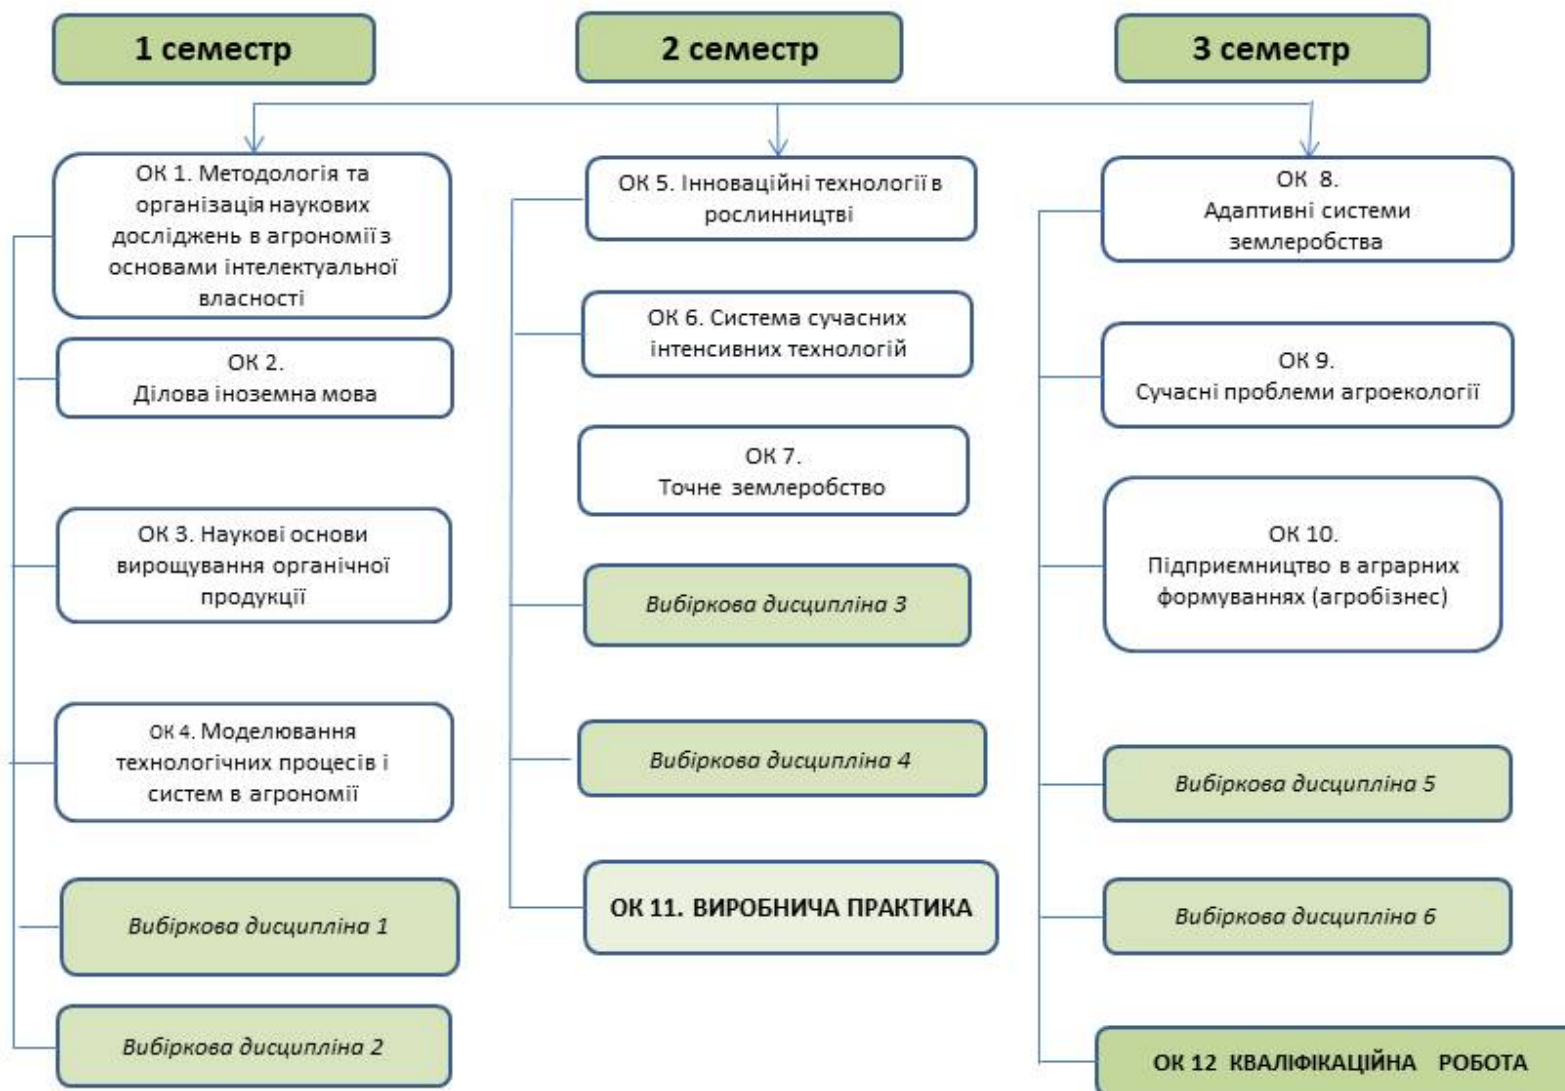 1 семестр
2 семестр
3 семестр
ОК 1. Методологія та
організація наукових
досліджень в агрономії з
основами інтелектуальної
власності
ОК 2.
Ділова іноземна мова
ОК 3. Наукові основи
вирощування органічної
продукції
ОК 4. Моделювання
технологічних процесів і
систем в агрономії
Вибіркова дисципліна 1
Вибіркова дисципліна 2
ОК 5. Інноваційні технології в
рослинництві
ОК 6. Система сучасних
інтенсивних технологій
ОК 7.
Точне землеробство
Вибіркова дисципліна 3
Вибіркова дисципліна 4
ОК 11. ВИРОБНИЧА ПРАКТИКА
ОК 8.
Адаптивні системи
землеробства
ОК 9.
Сучасні проблеми агроекології
ОК 10.
Підприємництво в аграрних
формуваннях (агробізнес)
Вибіркова дисципліна 5
Вибіркова дисципліна 6
ОК 12 КВАЛІФІКАЦІЙНА РОБОТА